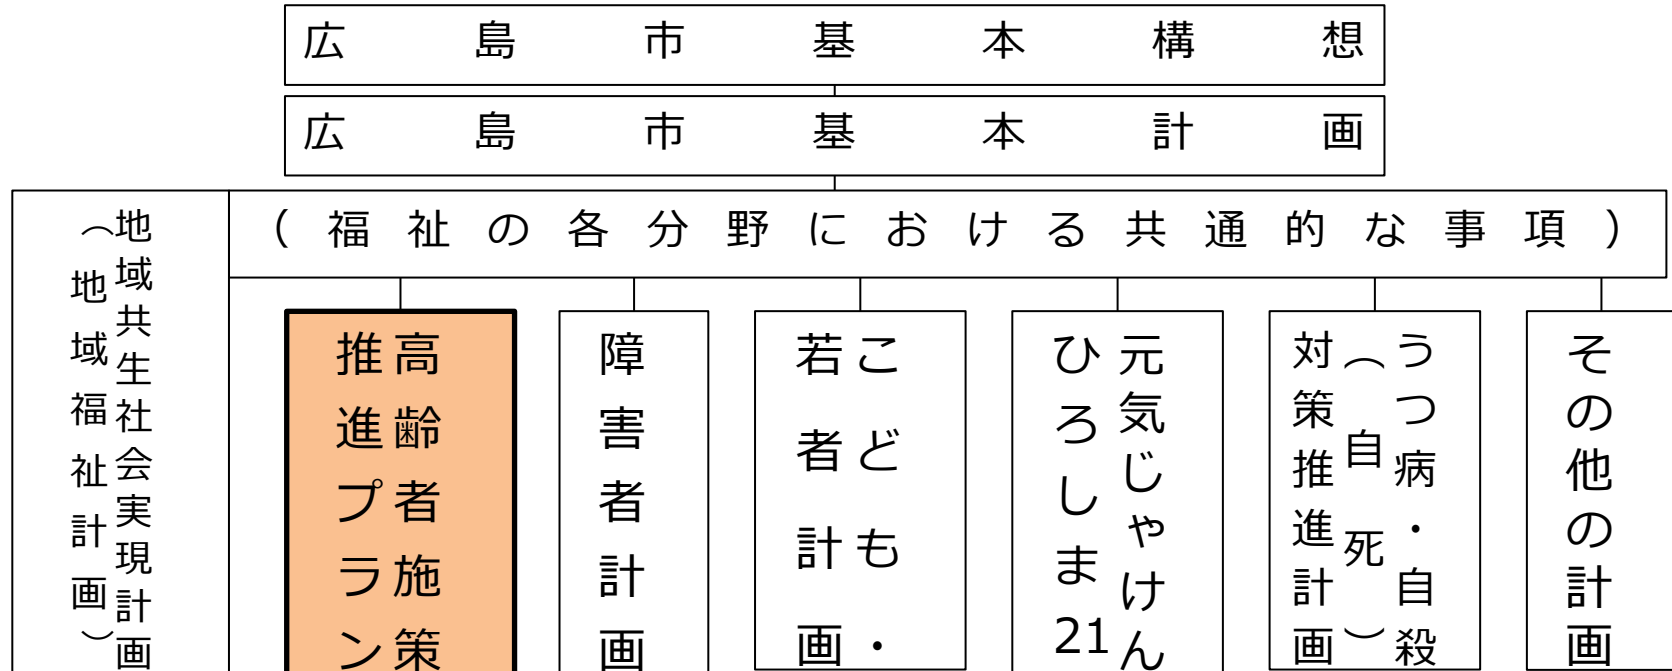 広島市基本構想
広島市基本計画
地域共生社会実現計画
（地域福祉計画）
（福祉の各分野における共通的な事項）
高齢者施策
推進プラン
障害者計画
こども・
若者計画
元気じゃけん
ひろしま21
うつ病・自殺
（自死）
対策推進計画
その他の計画